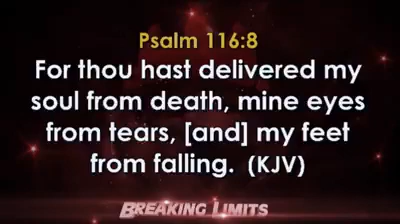 Psalm 116:8
For thou hast delivered my
soul from death, mine eyes
from tears, [and] my feet
from falling. (KJV)
BREAKING LIMITS